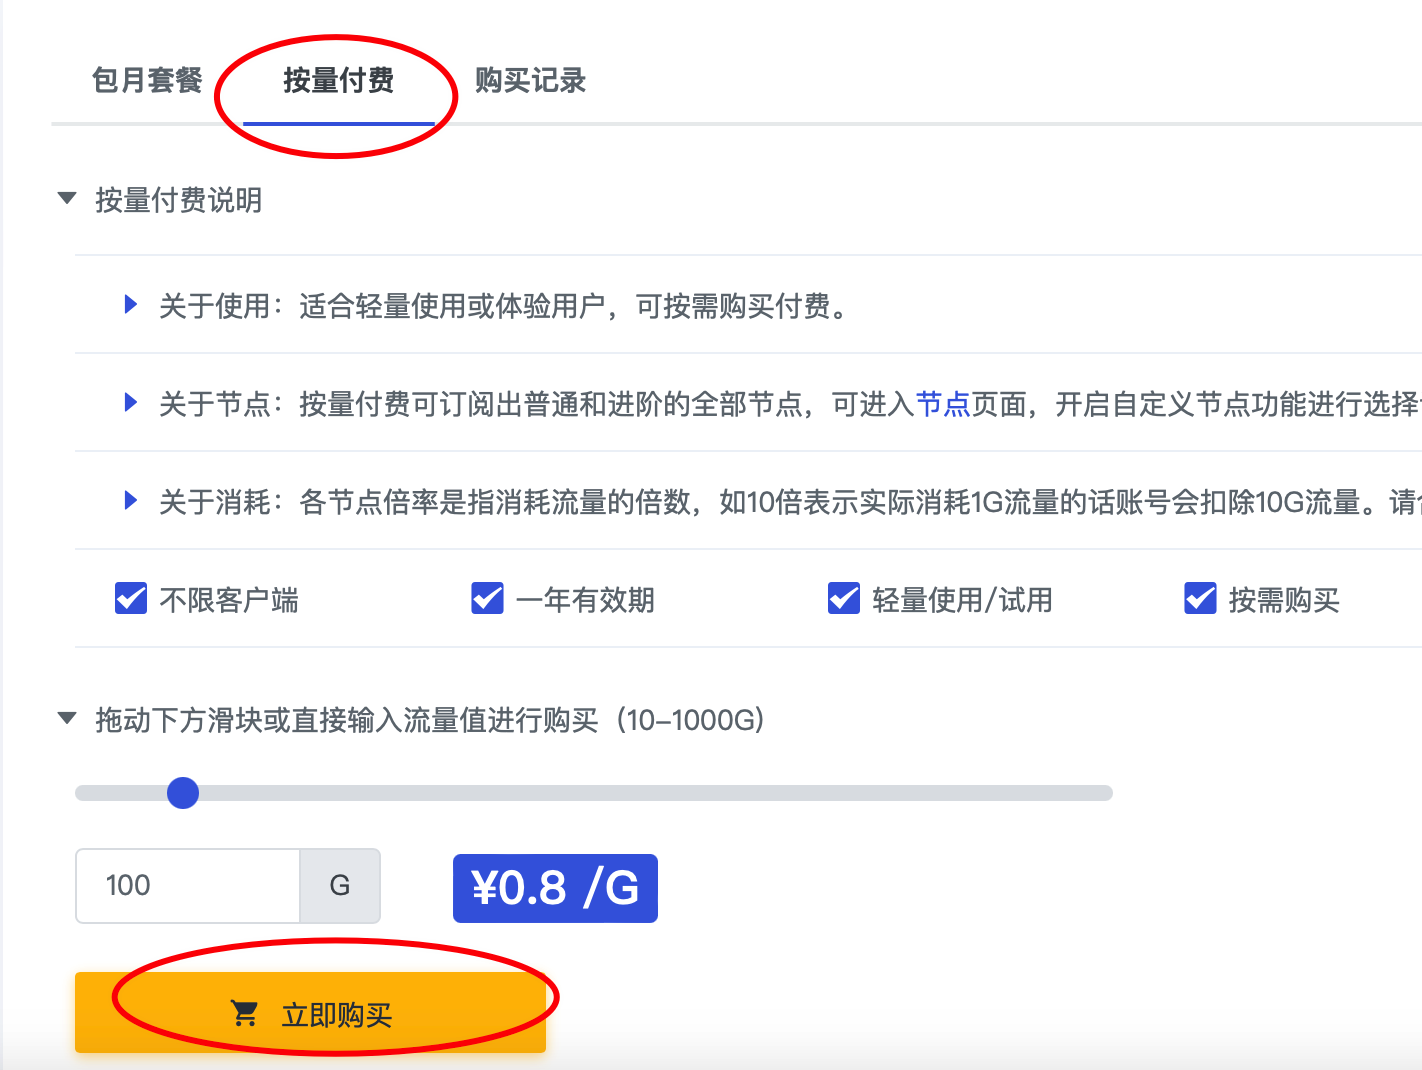 包月套餐 按量付费 购买记录
按量付费说明
关于使用：适合轻量使用或体验用户，可按需购买付费。
关于节点：按量付费可订阅出普通和进阶的全部节点，可进入节点页面，开启自定义节点功能进行选择
关于消耗：各节点倍率是指消耗流量的倍数，如10倍表示实际消耗1G流量的话账号会扣除10G流量。请
不限客户端 一年有效期 轻量使用/试用 按需购买
拖动下方滑块或直接输入流量值进行购买（10-1000G)
100 G ¥0.8 /G
立即购买